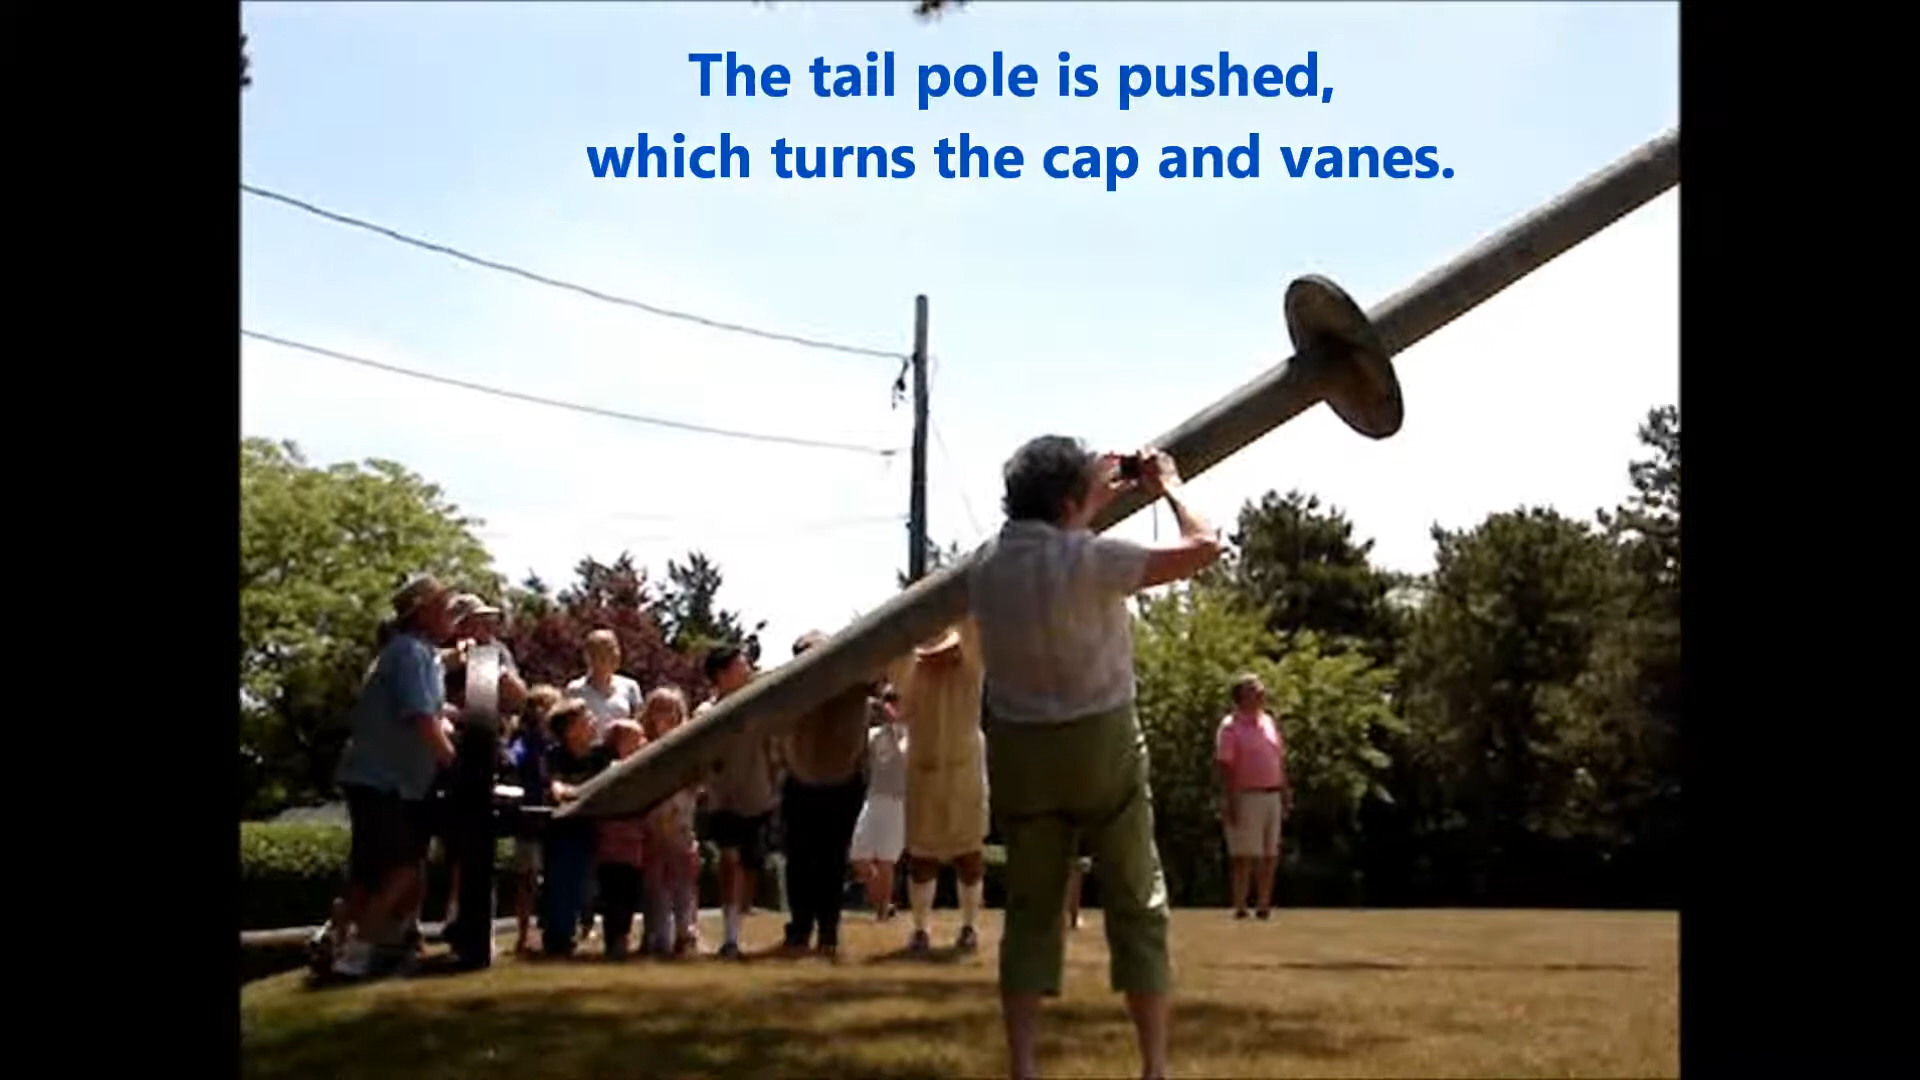 The tail pole is pushed,
which turns the cap and vanes.